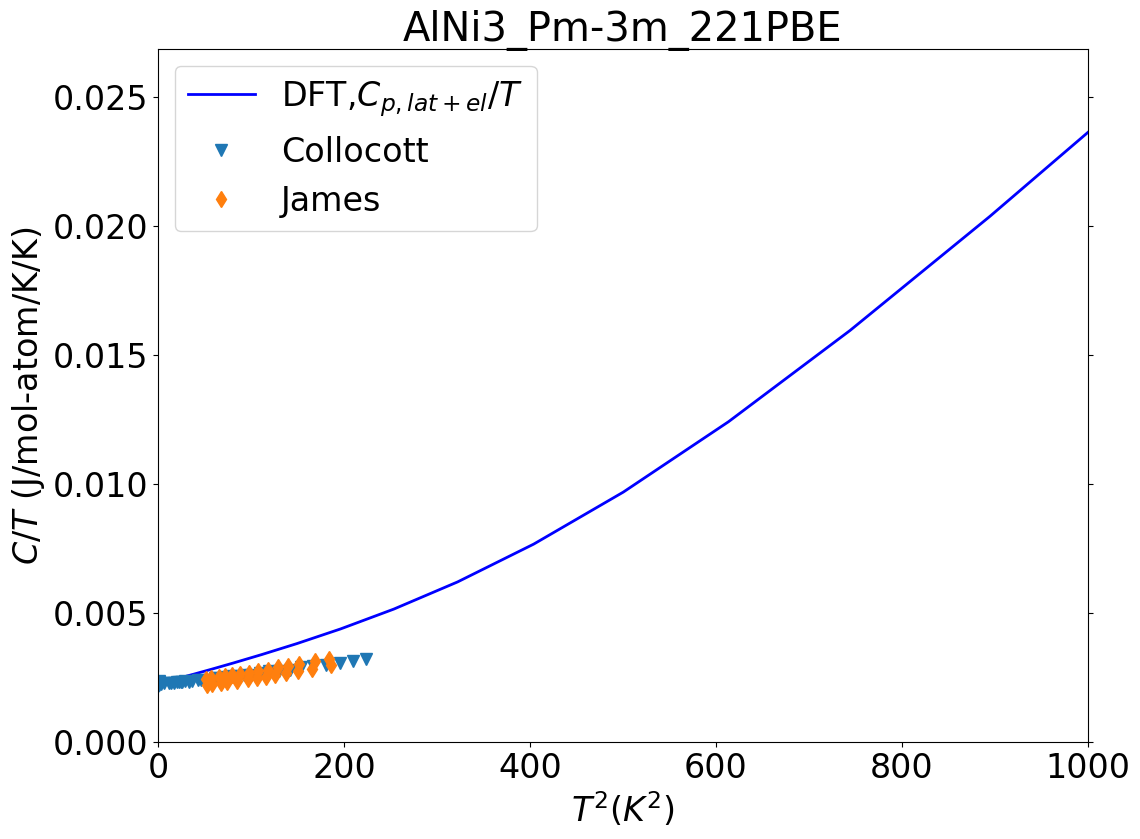 AlNi3_Pm-3m_221PBE
DFT,$C_{p,lat+el}/T$
Collocott
James
C/T (J/mol-atom/K/K)
0.025
0.020
0.015
0.010
0.005
0.000
0 200 400 600 800 1000
$T^2(K^2)$